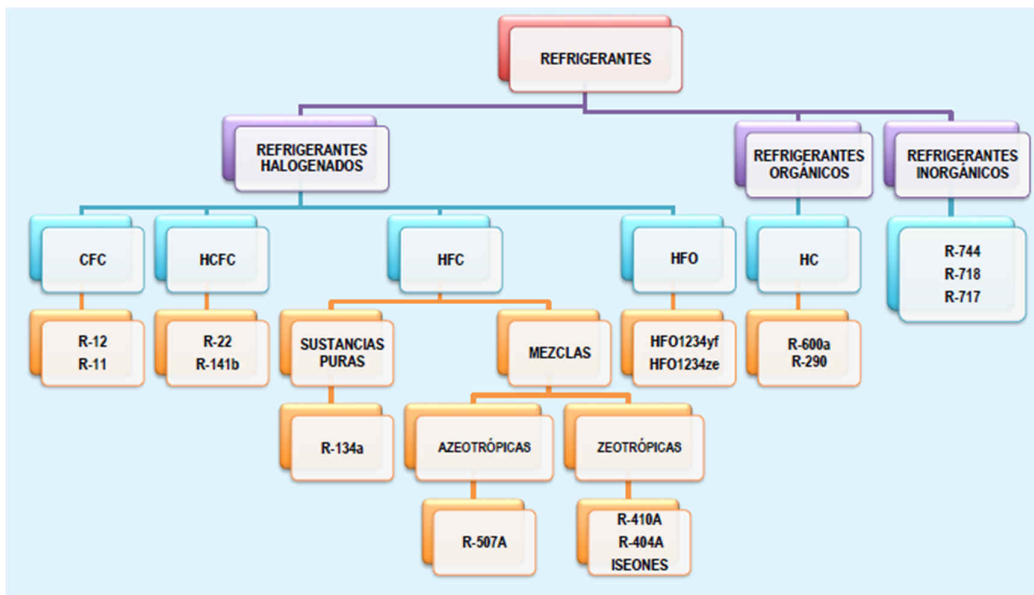 REFRIGERANTES
REFRIGERANTES
HALOGENADOS
REFRIGERANTES
ORGÁNICOS
REFRIGERANTES
INORGÁNICOS
CFC
HCFC
HFC
HFO
HC
R-744
R-718
R-717
R-12
R-11
R-22
R-141b
SUSTANCIAS
PURAS
MEZCLAS
HFO1234yf
HFO1234ze
R-600a
R-290
R-134a
AZEOTRÓPICAS
ZEOTRÓPICAS
R-507A
R-410A
R-404A
ISEONES